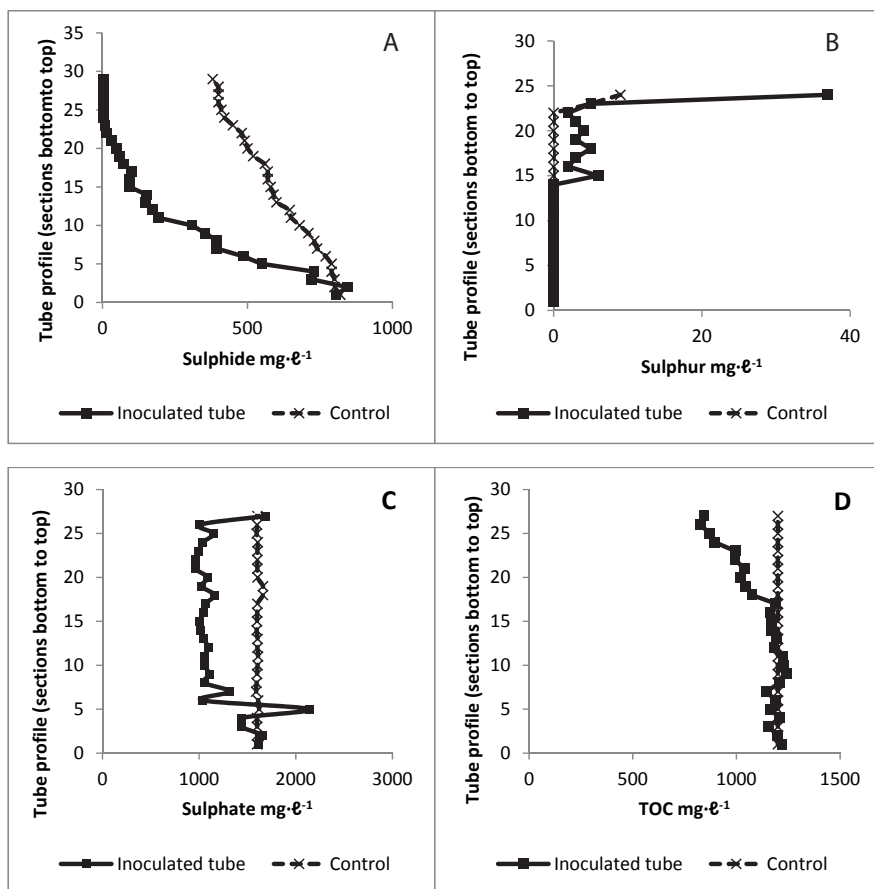 A
Tube profile (sections bottomto top)
35
30
25
20
15
10
5
0
0 500 1000
Sulphide mg·ℓ⁻¹
Inoculated tube Control
B
Tube profile (sections bottom to top)
30
25
20
15
10
5
0
0 20 40
Sulphur mg·ℓ⁻¹
Inoculated tube Control
C
Tube profile (sections bottom to top)
30
25
20
15
10
5
0
0 1000 2000 3000
Sulphate mg·ℓ⁻¹
Inoculated tube Control
D
Tube profile (sections bottom to top)
30
25
20
15
10
5
0
0 500 1000 1500
TOC mg·ℓ⁻¹
Inoculated tube Control